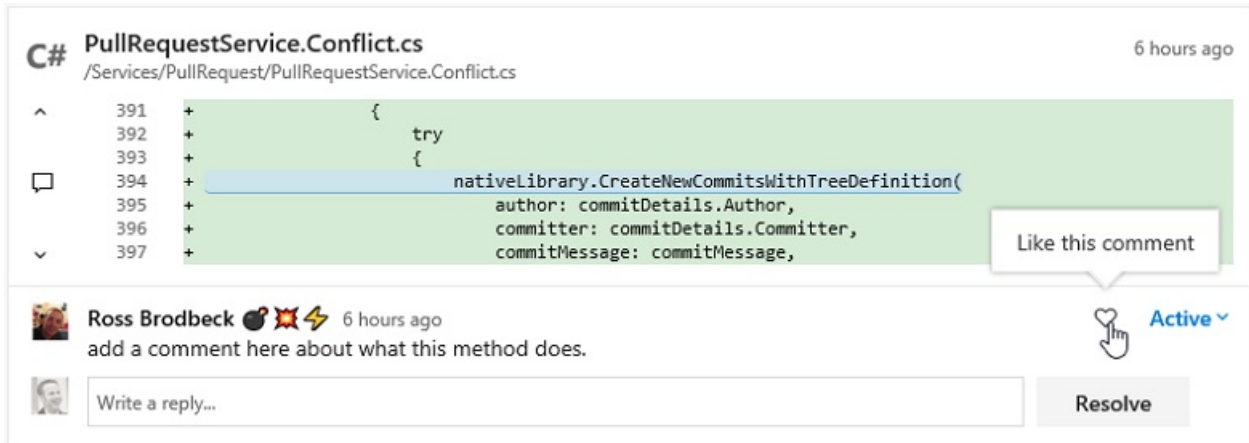 C# PullRequestService.Conflict.cs 6 hours ago
/Services/PullRequest/PullRequestService.Conflict.cs
391 + {
392 + try
393 + {
394 + nativeLibrary.CreateNewCommitsWithTreeDefinition(
395 + author: commitDetails.Author,
396 + committer: commitDetails.Committer,
397 + commitMessage: commitMessage,
Like this comment
Ross Brodbeck 💣💥⚡ 6 hours ago Active
add a comment here about what this method does.
Write a reply... Resolve